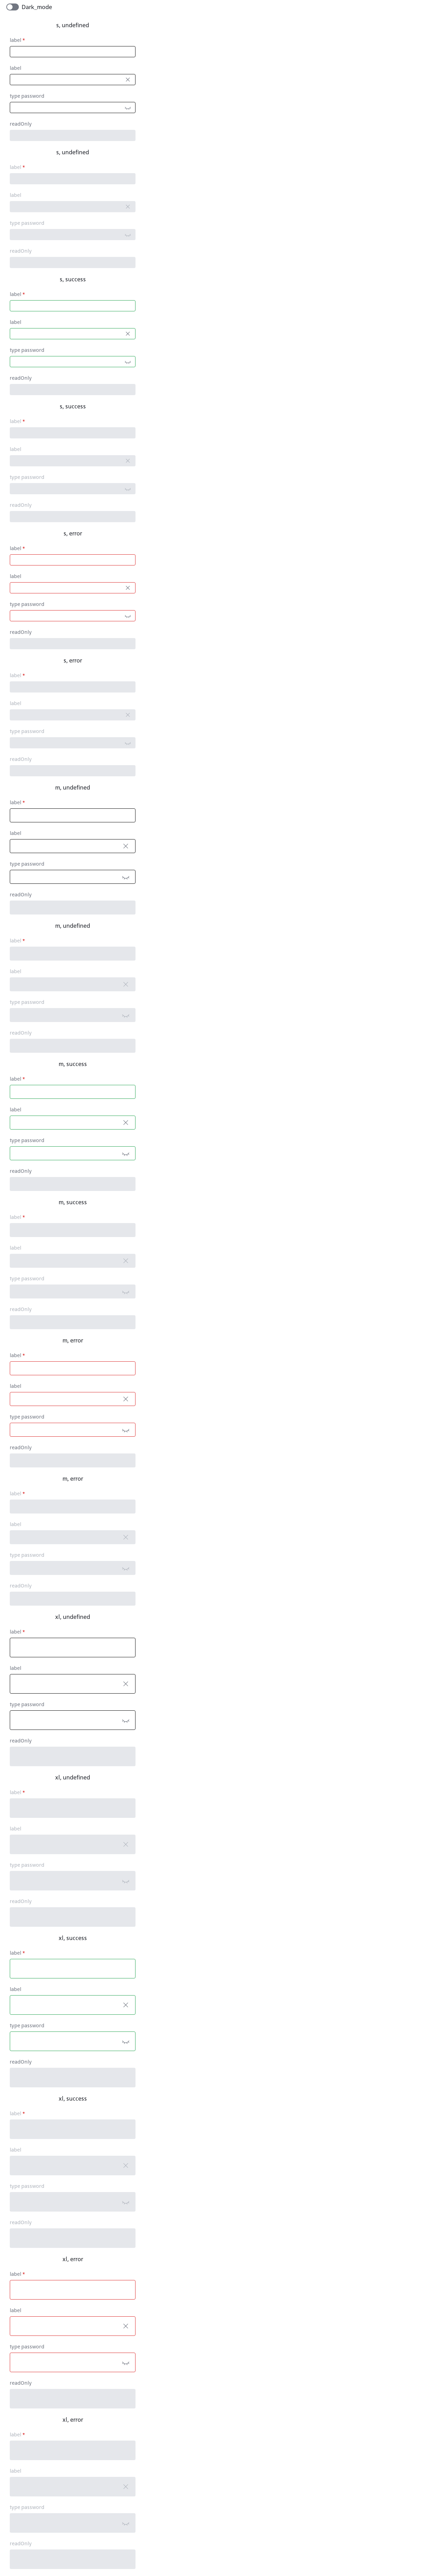 Dark_mode
s, undefined
label *
label
type password
readOnly
s, undefined
label *
label
type password
readOnly
s, success
label *
label
type password
readOnly
s, success
label *
label
type password
readOnly
s, error
label *
label
type password
readOnly
s, error
label *
label
type password
readOnly
m, undefined
label *
label
type password
readOnly
m, undefined
label *
label
type password
readOnly
m, success
label *
label
type password
readOnly
m, success
label *
label
type password
readOnly
m, error
label *
label
type password
readOnly
m, error
label *
label
type password
readOnly
xl, undefined
label *
label
type password
readOnly
xl, undefined
label *
label
type password
readOnly
xl, success
label *
label
type password
readOnly
xl, success
label *
label
type password
readOnly
xl, error
label *
label
type password
readOnly
xl, error
label *
label
type password
readOnly